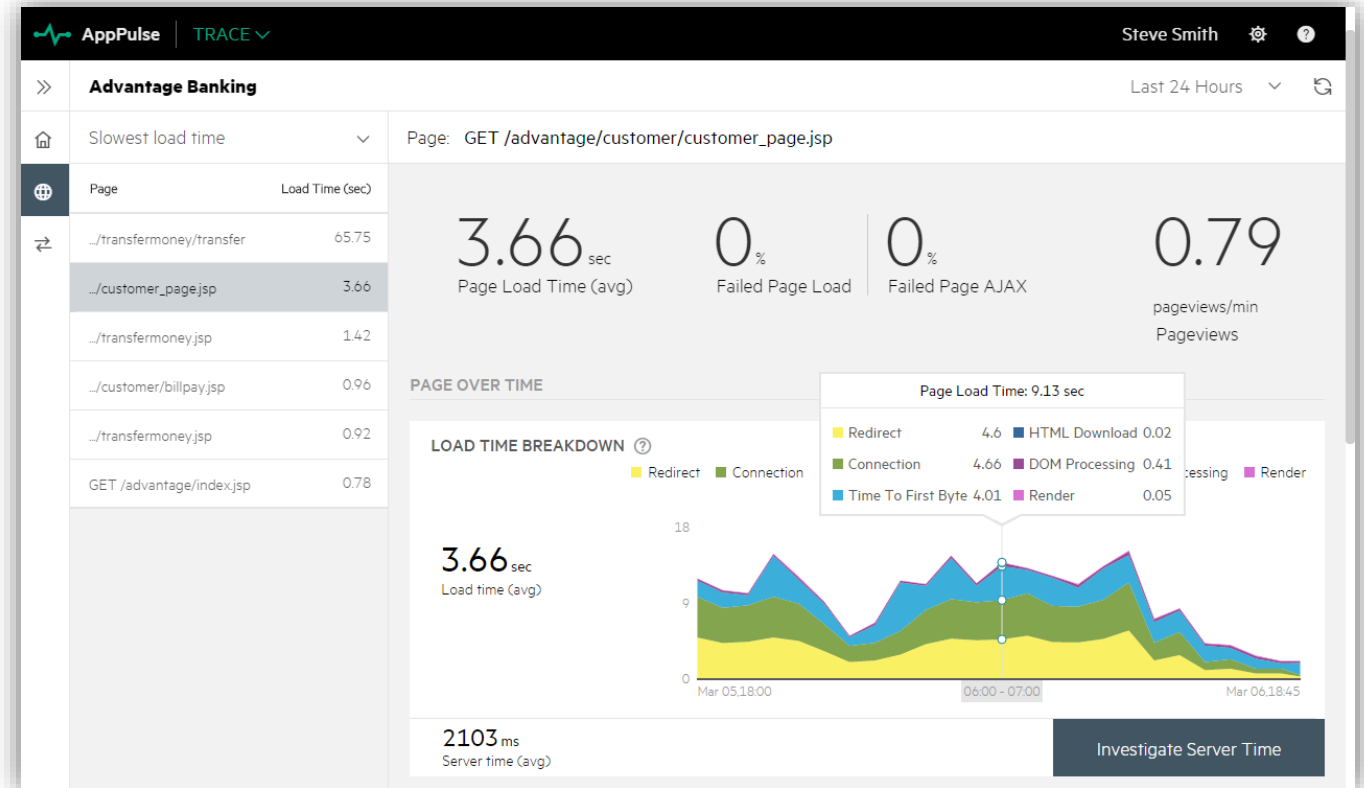 AppPulse TRACE Steve Smith ?
Advantage Banking Last 24 Hours
Slowest load time
Page Load Time (sec)
.../transfermoney/transfer 65.75
.../customer_page.jsp 3.66
.../transfermoney.jsp 1.42
.../customer/billpay.jsp 0.96
.../transfermoney.jsp 0.92
GET /advantage/index.jsp 0.78
Page: GET /advantage/customer/customer_page.jsp
3.66 sec
Page Load Time (avg)
0 %
Failed Page Load
0 %
Failed Page AJAX
0.79
pageviews/min
Pageviews
PAGE OVER TIME
Page Load Time: 9.13 sec
Redirect 4.6 HTML Download 0.02
Connection 4.66 DOM Processing 0.41
Time To First Byte 4.01 Render 0.05
LOAD TIME BREAKDOWN ?
Redirect Connection cessing Render
3.66 sec
Load time (avg)
18
9
0
Mar 05,18:00 06:00 - 07:00 Mar 06,18:45
2103 ms
Server time (avg)
Investigate Server Time